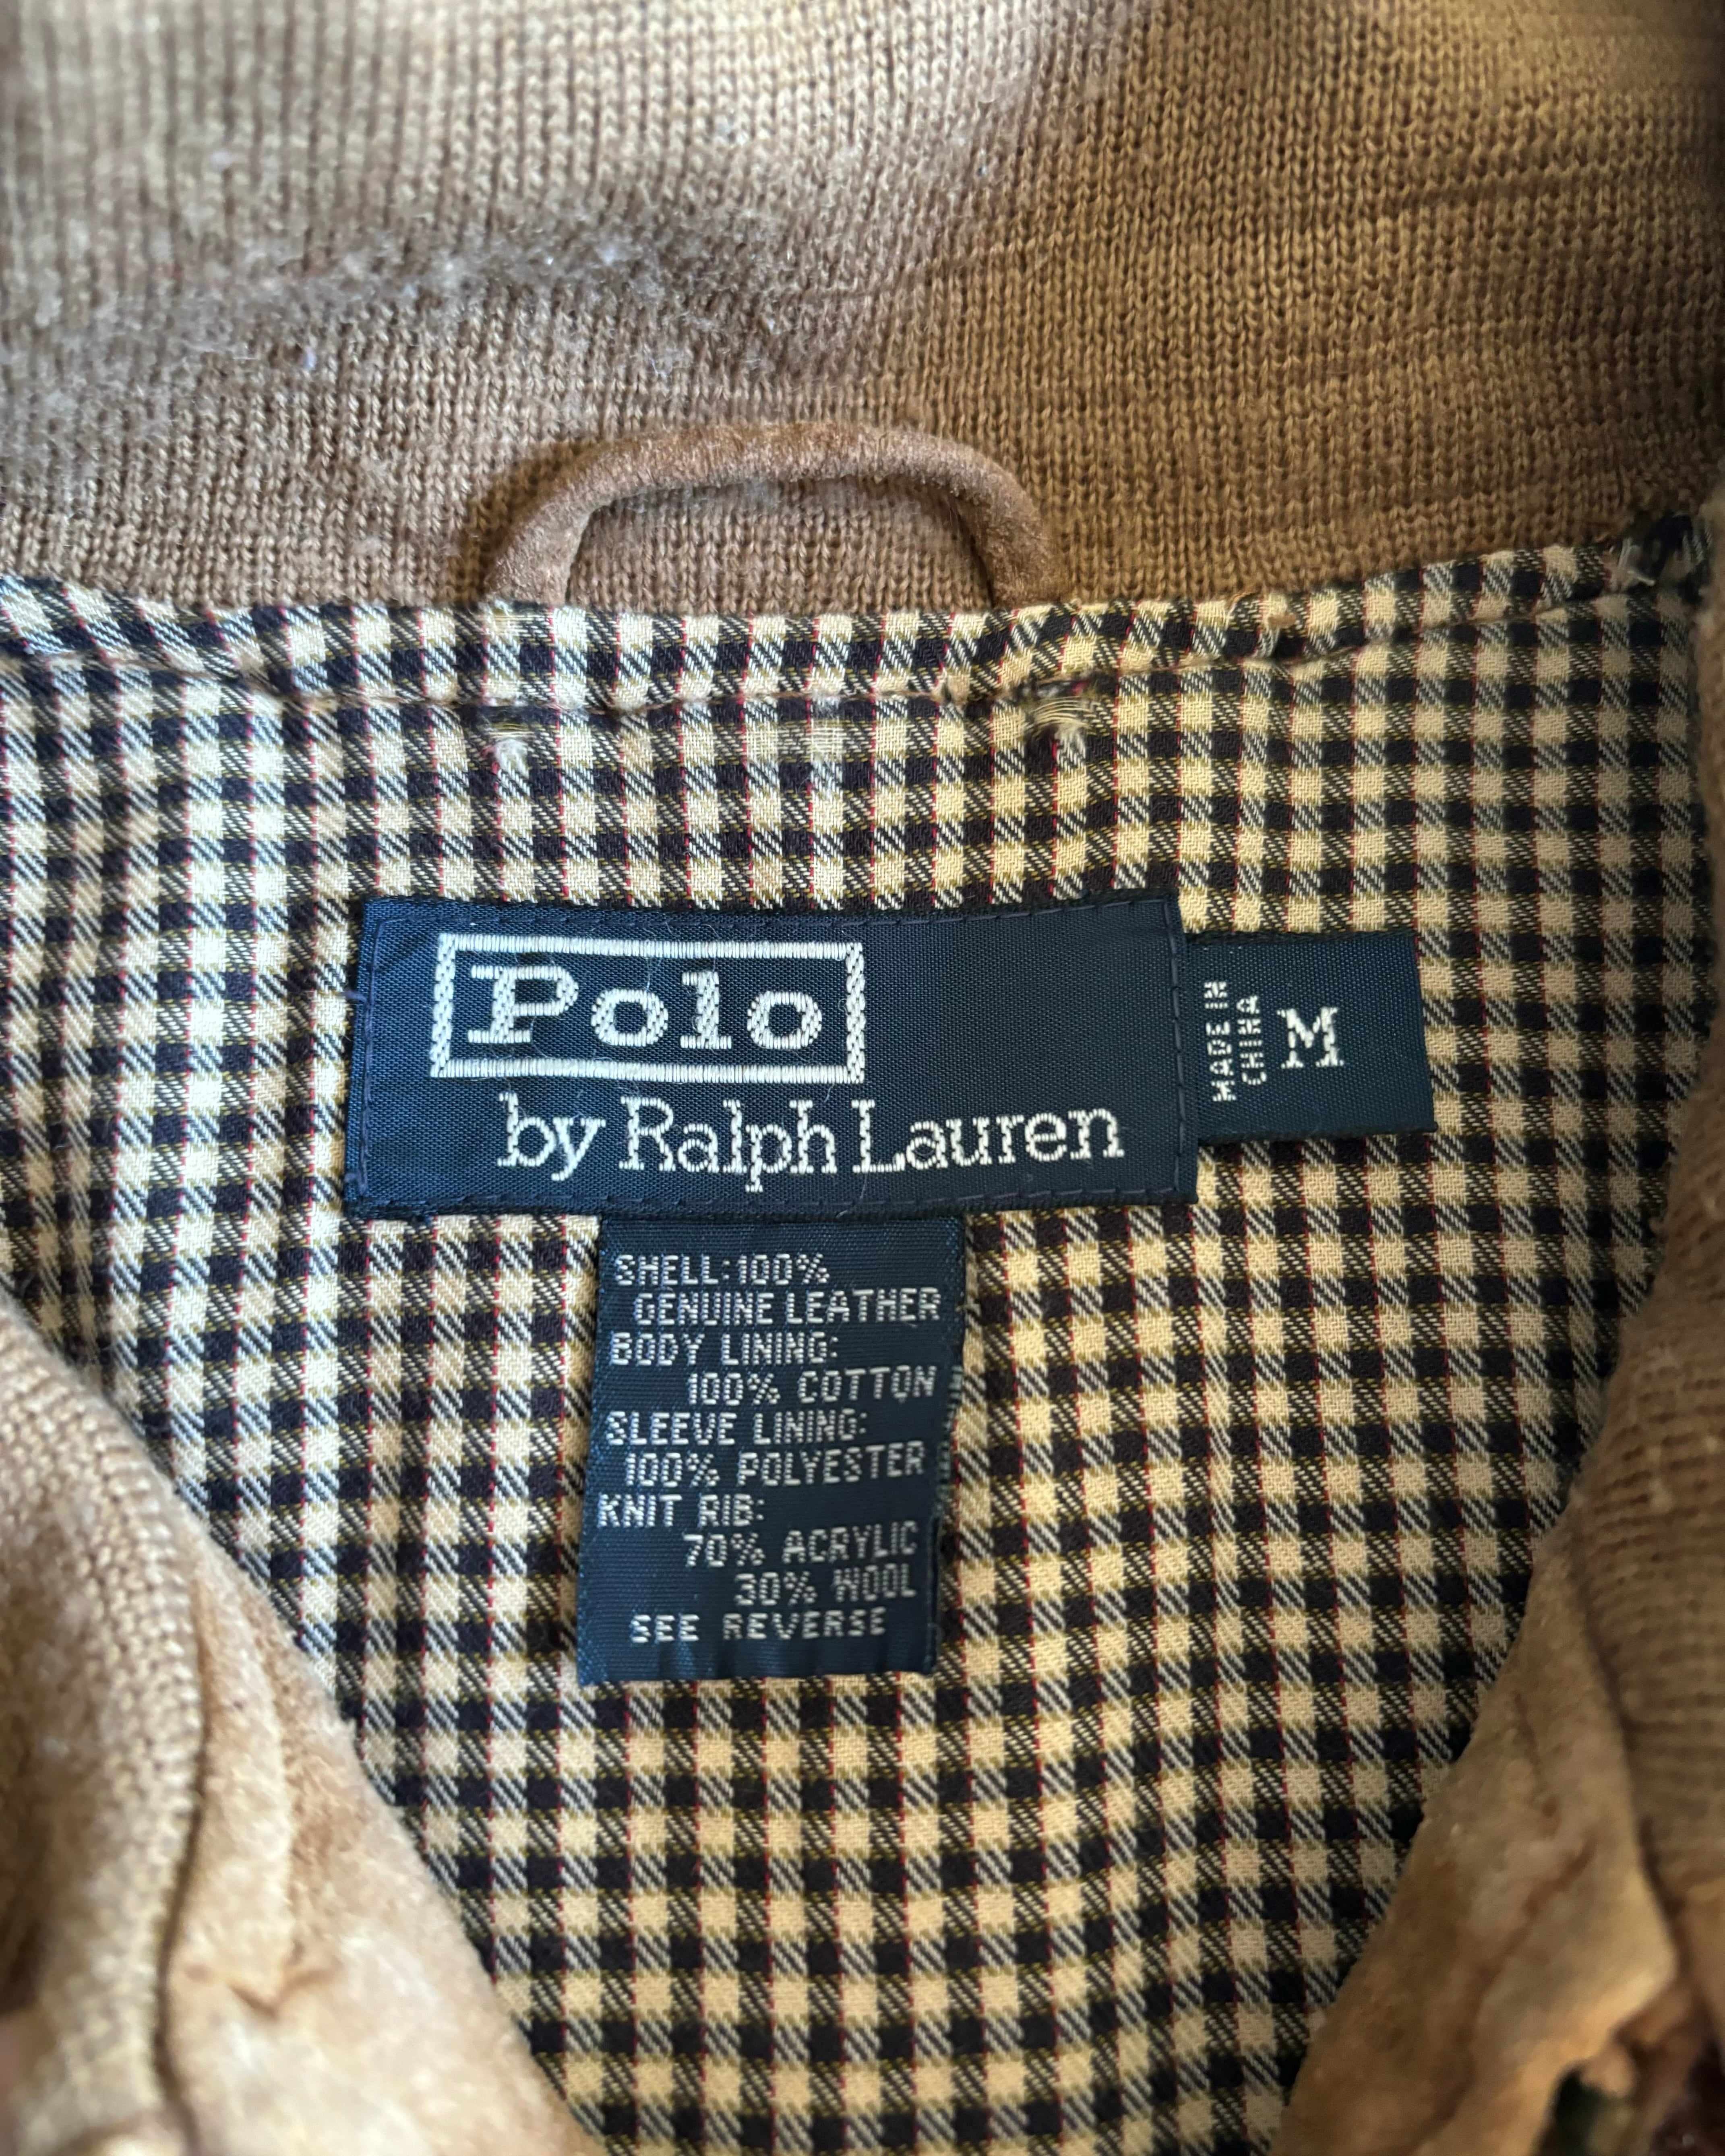 Polo
by Ralph Lauren
MADE IN
CHINA
M
SHELL:100%
GENUINE LEATHER
BODY LINING:
100% COTTON
SLEEVE LINING:
100% POLYESTER
KNIT RIB:
70% ACRYLIC
30% WOOL
SEE REVERSE